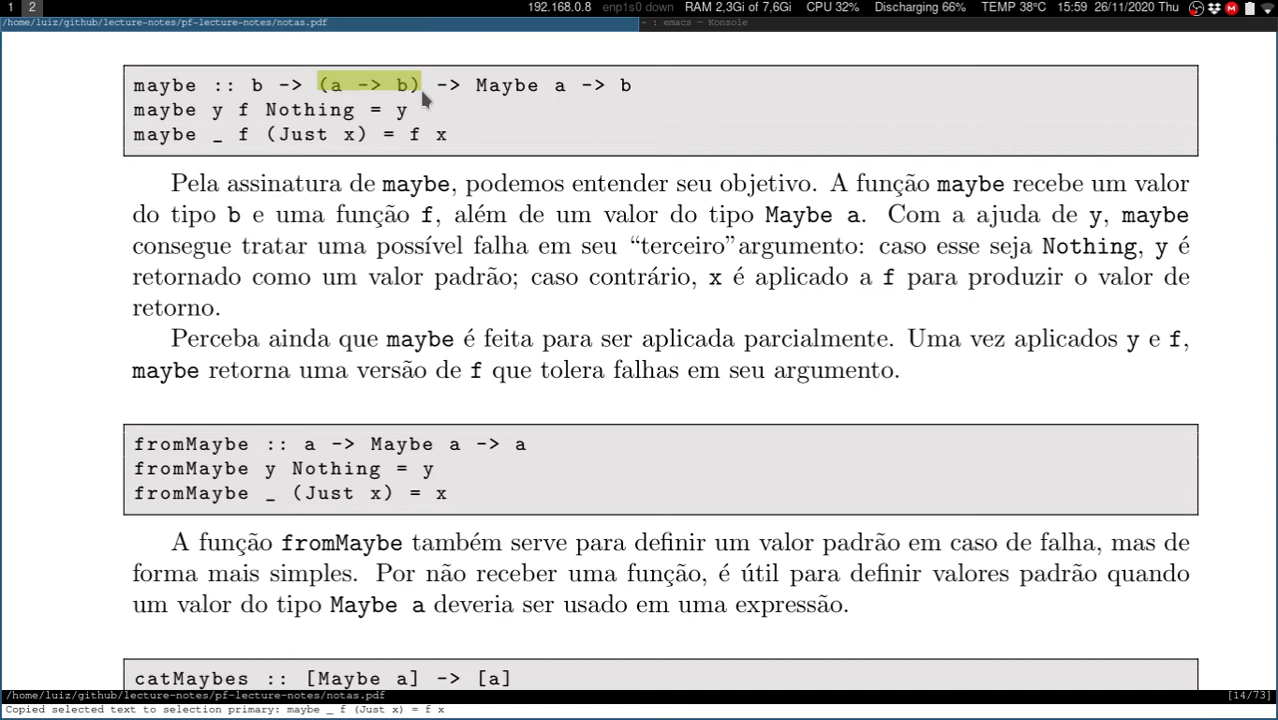 1 2 192.168.0.8 enp1s0 down RAM 2,3Gi of 7,6Gi CPU 32% Discharging 66% TEMP 38°C 15:59 26/11/2020 Thu
/home/luiz/github/lecture-notes/pf-lecture-notes/notas.pdf ~ : emacs — Konsole
maybe :: b -> (a -> b) -> Maybe a -> b
maybe y f Nothing = y
maybe _ f (Just x) = f x
Pela assinatura de maybe, podemos entender seu objetivo. A função maybe recebe um valor
do tipo b e uma função f, além de um valor do tipo Maybe a. Com a ajuda de y, maybe
consegue tratar uma possível falha em seu “terceiro”argumento: caso esse seja Nothing, y é
retornado como um valor padrão; caso contrário, x é aplicado a f para produzir o valor de
retorno.
Perceba ainda que maybe é feita para ser aplicada parcialmente. Uma vez aplicados y e f,
maybe retorna uma versão de f que tolera falhas em seu argumento.
fromMaybe :: a -> Maybe a -> a
fromMaybe y Nothing = y
fromMaybe _ (Just x) = x
A função fromMaybe também serve para definir um valor padrão em caso de falha, mas de
forma mais simples. Por não receber uma função, é útil para definir valores padrão quando
um valor do tipo Maybe a deveria ser usado em uma expressão.
catMaybes :: [Maybe a] -> [a]
/home/luiz/github/lecture-notes/pf-lecture-notes/notas.pdf [14/73]
Copied selected text to selection primary: maybe _ f (Just x) = f x